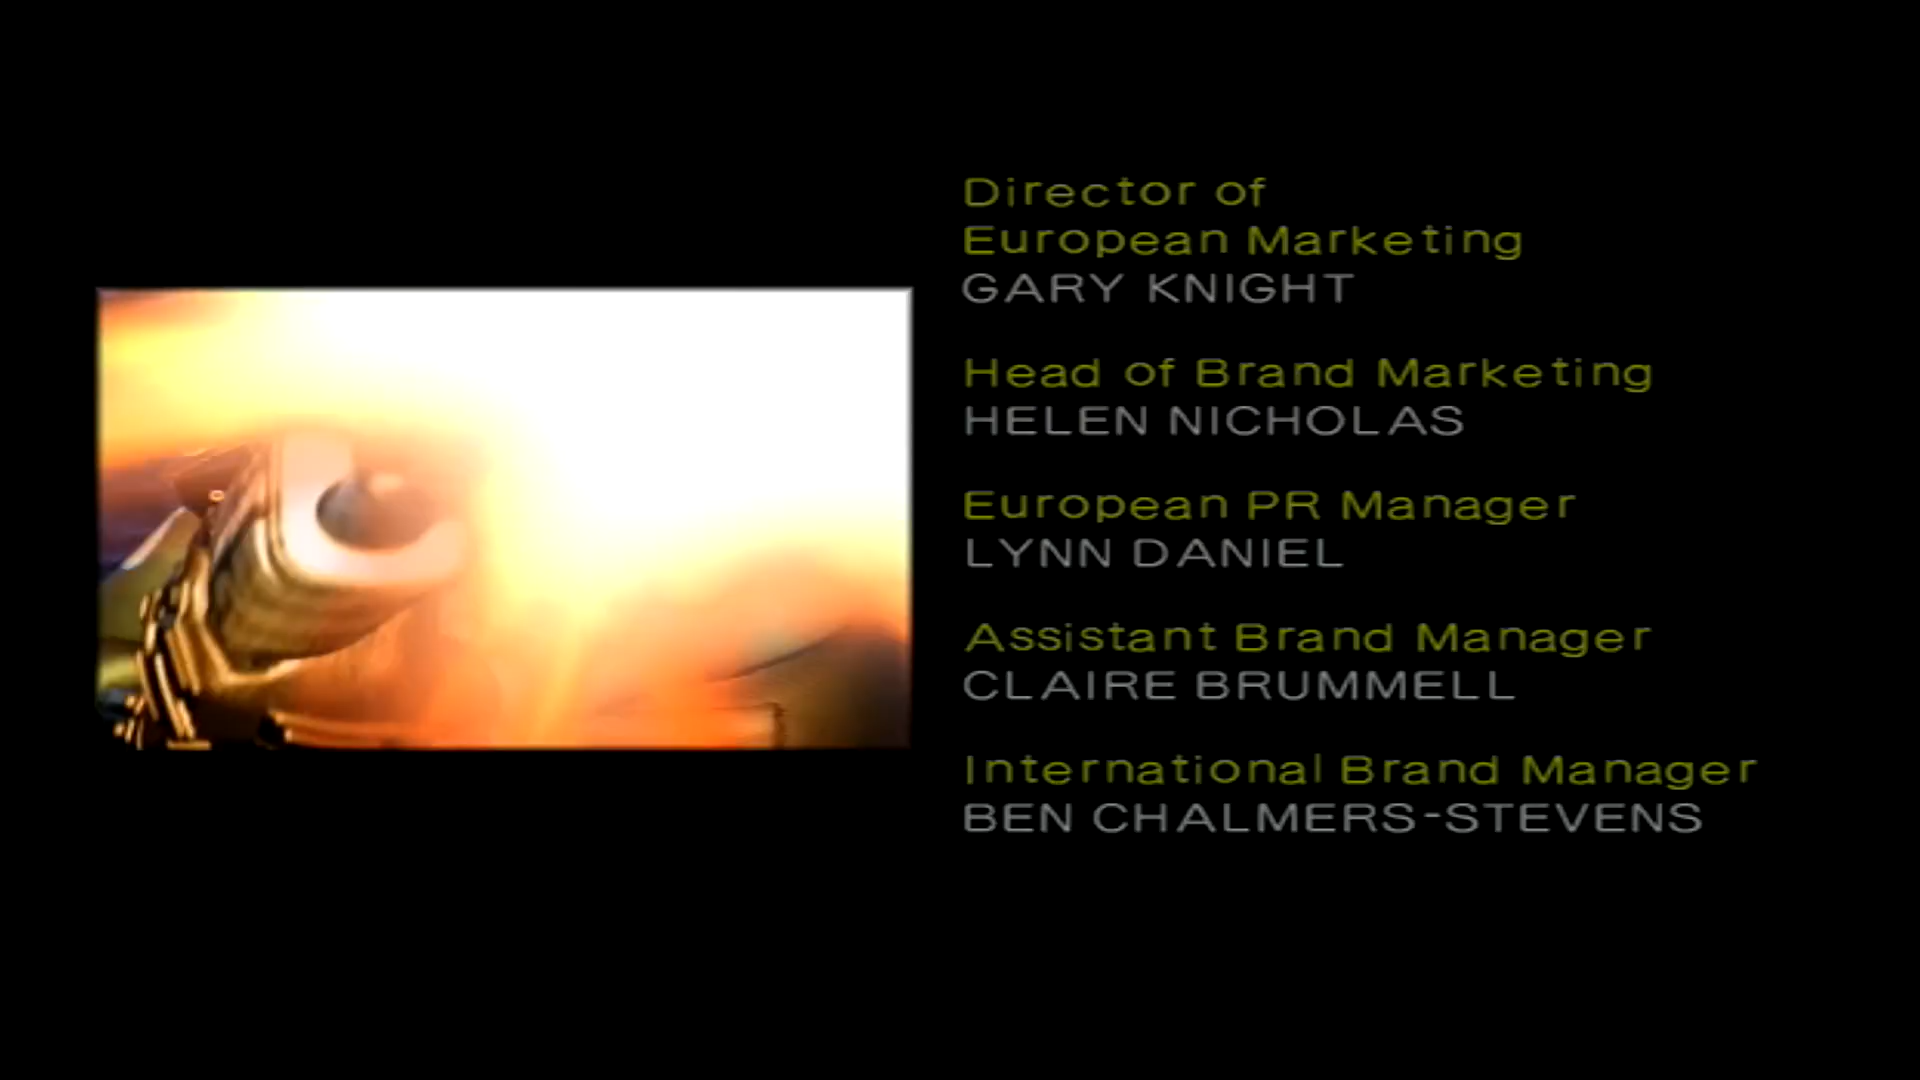 Director of
European Marketing
GARY KNIGHT
Head of Brand Marketing
HELEN NICHOLAS
European PR Manager
LYNN DANIEL
Assistant Brand Manager
CLAIRE BRUMMELL
International Brand Manager
BEN CHALMERS-STEVENS